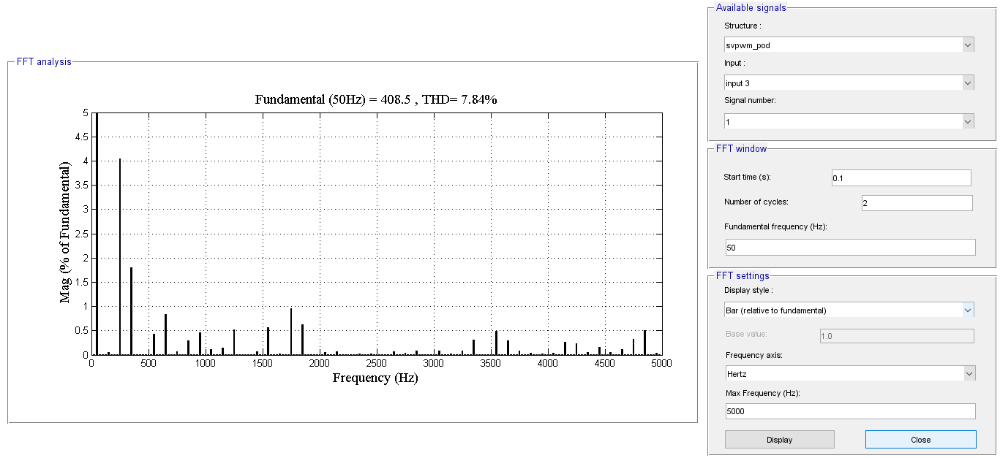 FFT analysis
Fundamental (50Hz) = 408.5 , THD= 7.84%
Mag (% of Fundamental)
5
4.5
4
3.5
3
2.5
2
1.5
1
0.5
0
0 500 1000 1500 2000 2500 3000 3500 4000 4500 5000
Frequency (Hz)
Available signals
Structure :
svpwm_pod
Input :
input 3
Signal number:
1
FFT window
Start time (s):
0.1
Number of cycles:
2
Fundamental frequency (Hz):
50
FFT settings
Display style :
Bar (relative to fundamental)
Base value:
1.0
Frequency axis:
Hertz
Max Frequency (Hz):
5000
Display
Close